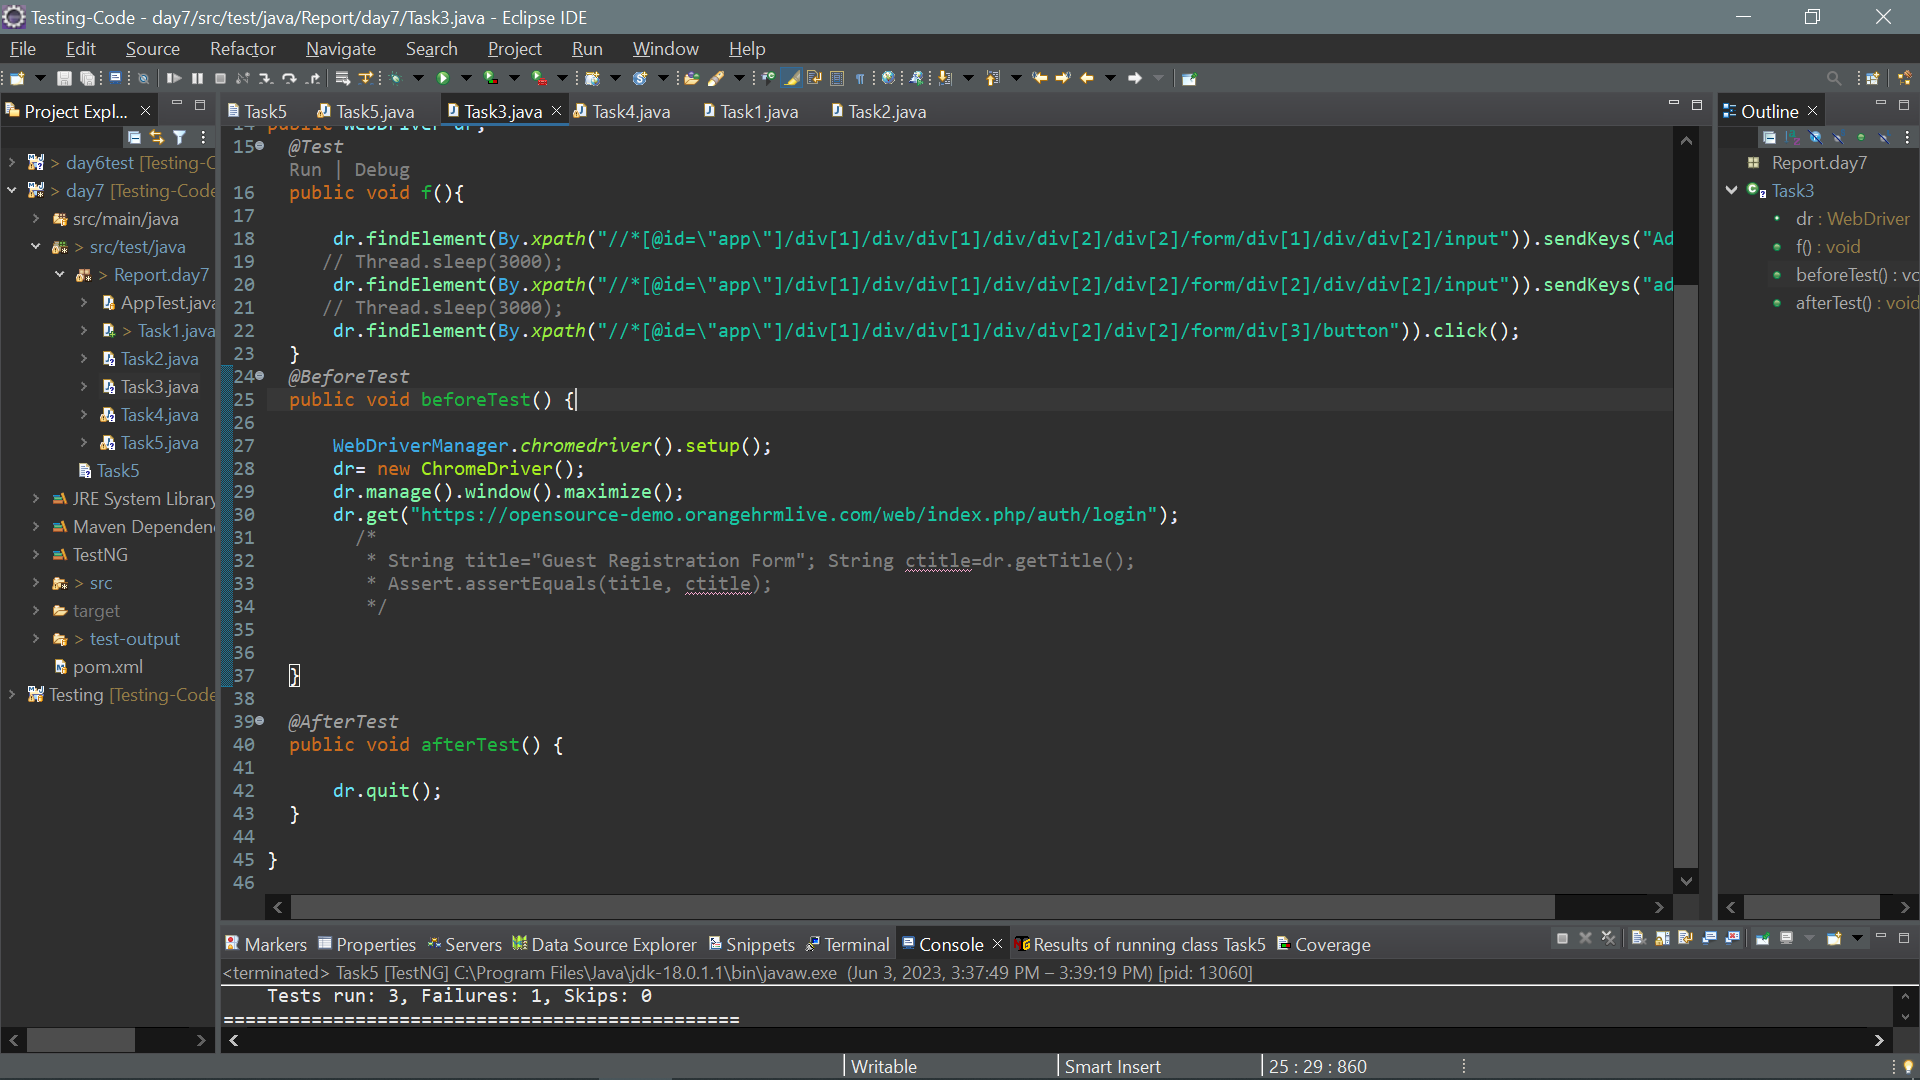 Testing-Code - day7/src/test/java/Report/day7/Task3.java - Eclipse IDE
File Edit Source Refactor Navigate Search Project Run Window Help
Project Expl...
> day6test [Testing-C
> day7 [Testing-Code
src/main/java
> src/test/java
> Report.day7
AppTest.java
> Task1.java
Task2.java
Task3.java
Task4.java
Task5.java
Task5
JRE System Library
Maven Dependen
TestNG
> src
target
> test-output
pom.xml
Testing [Testing-Code
Task5 Task5.java Task3.java Task4.java Task1.java Task2.java
14 public WebDriver dr;
15 @Test
Run | Debug
16 public void f(){
17
18 dr.findElement(By.xpath("//*[@id=\"app\"]/div[1]/div/div[1]/div/div[2]/div[2]/form/div[1]/div/div[2]/input")).sendKeys("Ad
19 // Thread.sleep(3000);
20 dr.findElement(By.xpath("//*[@id=\"app\"]/div[1]/div/div[1]/div/div[2]/div[2]/form/div[2]/div/div[2]/input")).sendKeys("ad
21 // Thread.sleep(3000);
22 dr.findElement(By.xpath("//*[@id=\"app\"]/div[1]/div/div[1]/div/div[2]/div[2]/form/div[3]/button")).click();
23 }
24 @BeforeTest
25 public void beforeTest() {
26
27 WebDriverManager.chromedriver().setup();
28 dr= new ChromeDriver();
29 dr.manage().window().maximize();
30 dr.get("https://opensource-demo.orangehrmlive.com/web/index.php/auth/login");
31 /*
32 * String title="Guest Registration Form"; String ctitle=dr.getTitle();
33 * Assert.assertEquals(title, ctitle);
34 */
35
36
37 }
38
39 @AfterTest
40 public void afterTest() {
41
42 dr.quit();
43 }
44
45 }
46
Outline
Report.day7
Task3
dr : WebDriver
f() : void
beforeTest() : vo
afterTest() : void
Markers Properties Servers Data Source Explorer Snippets Terminal Console Results of running class Task5 Coverage
<terminated> Task5 [TestNG] C:\Program Files\Java\jdk-18.0.1.1\bin\javaw.exe (Jun 3, 2023, 3:37:49 PM – 3:39:19 PM) [pid: 13060]
Tests run: 3, Failures: 1, Skips: 0
===============================================
Writable Smart Insert 25 : 29 : 860